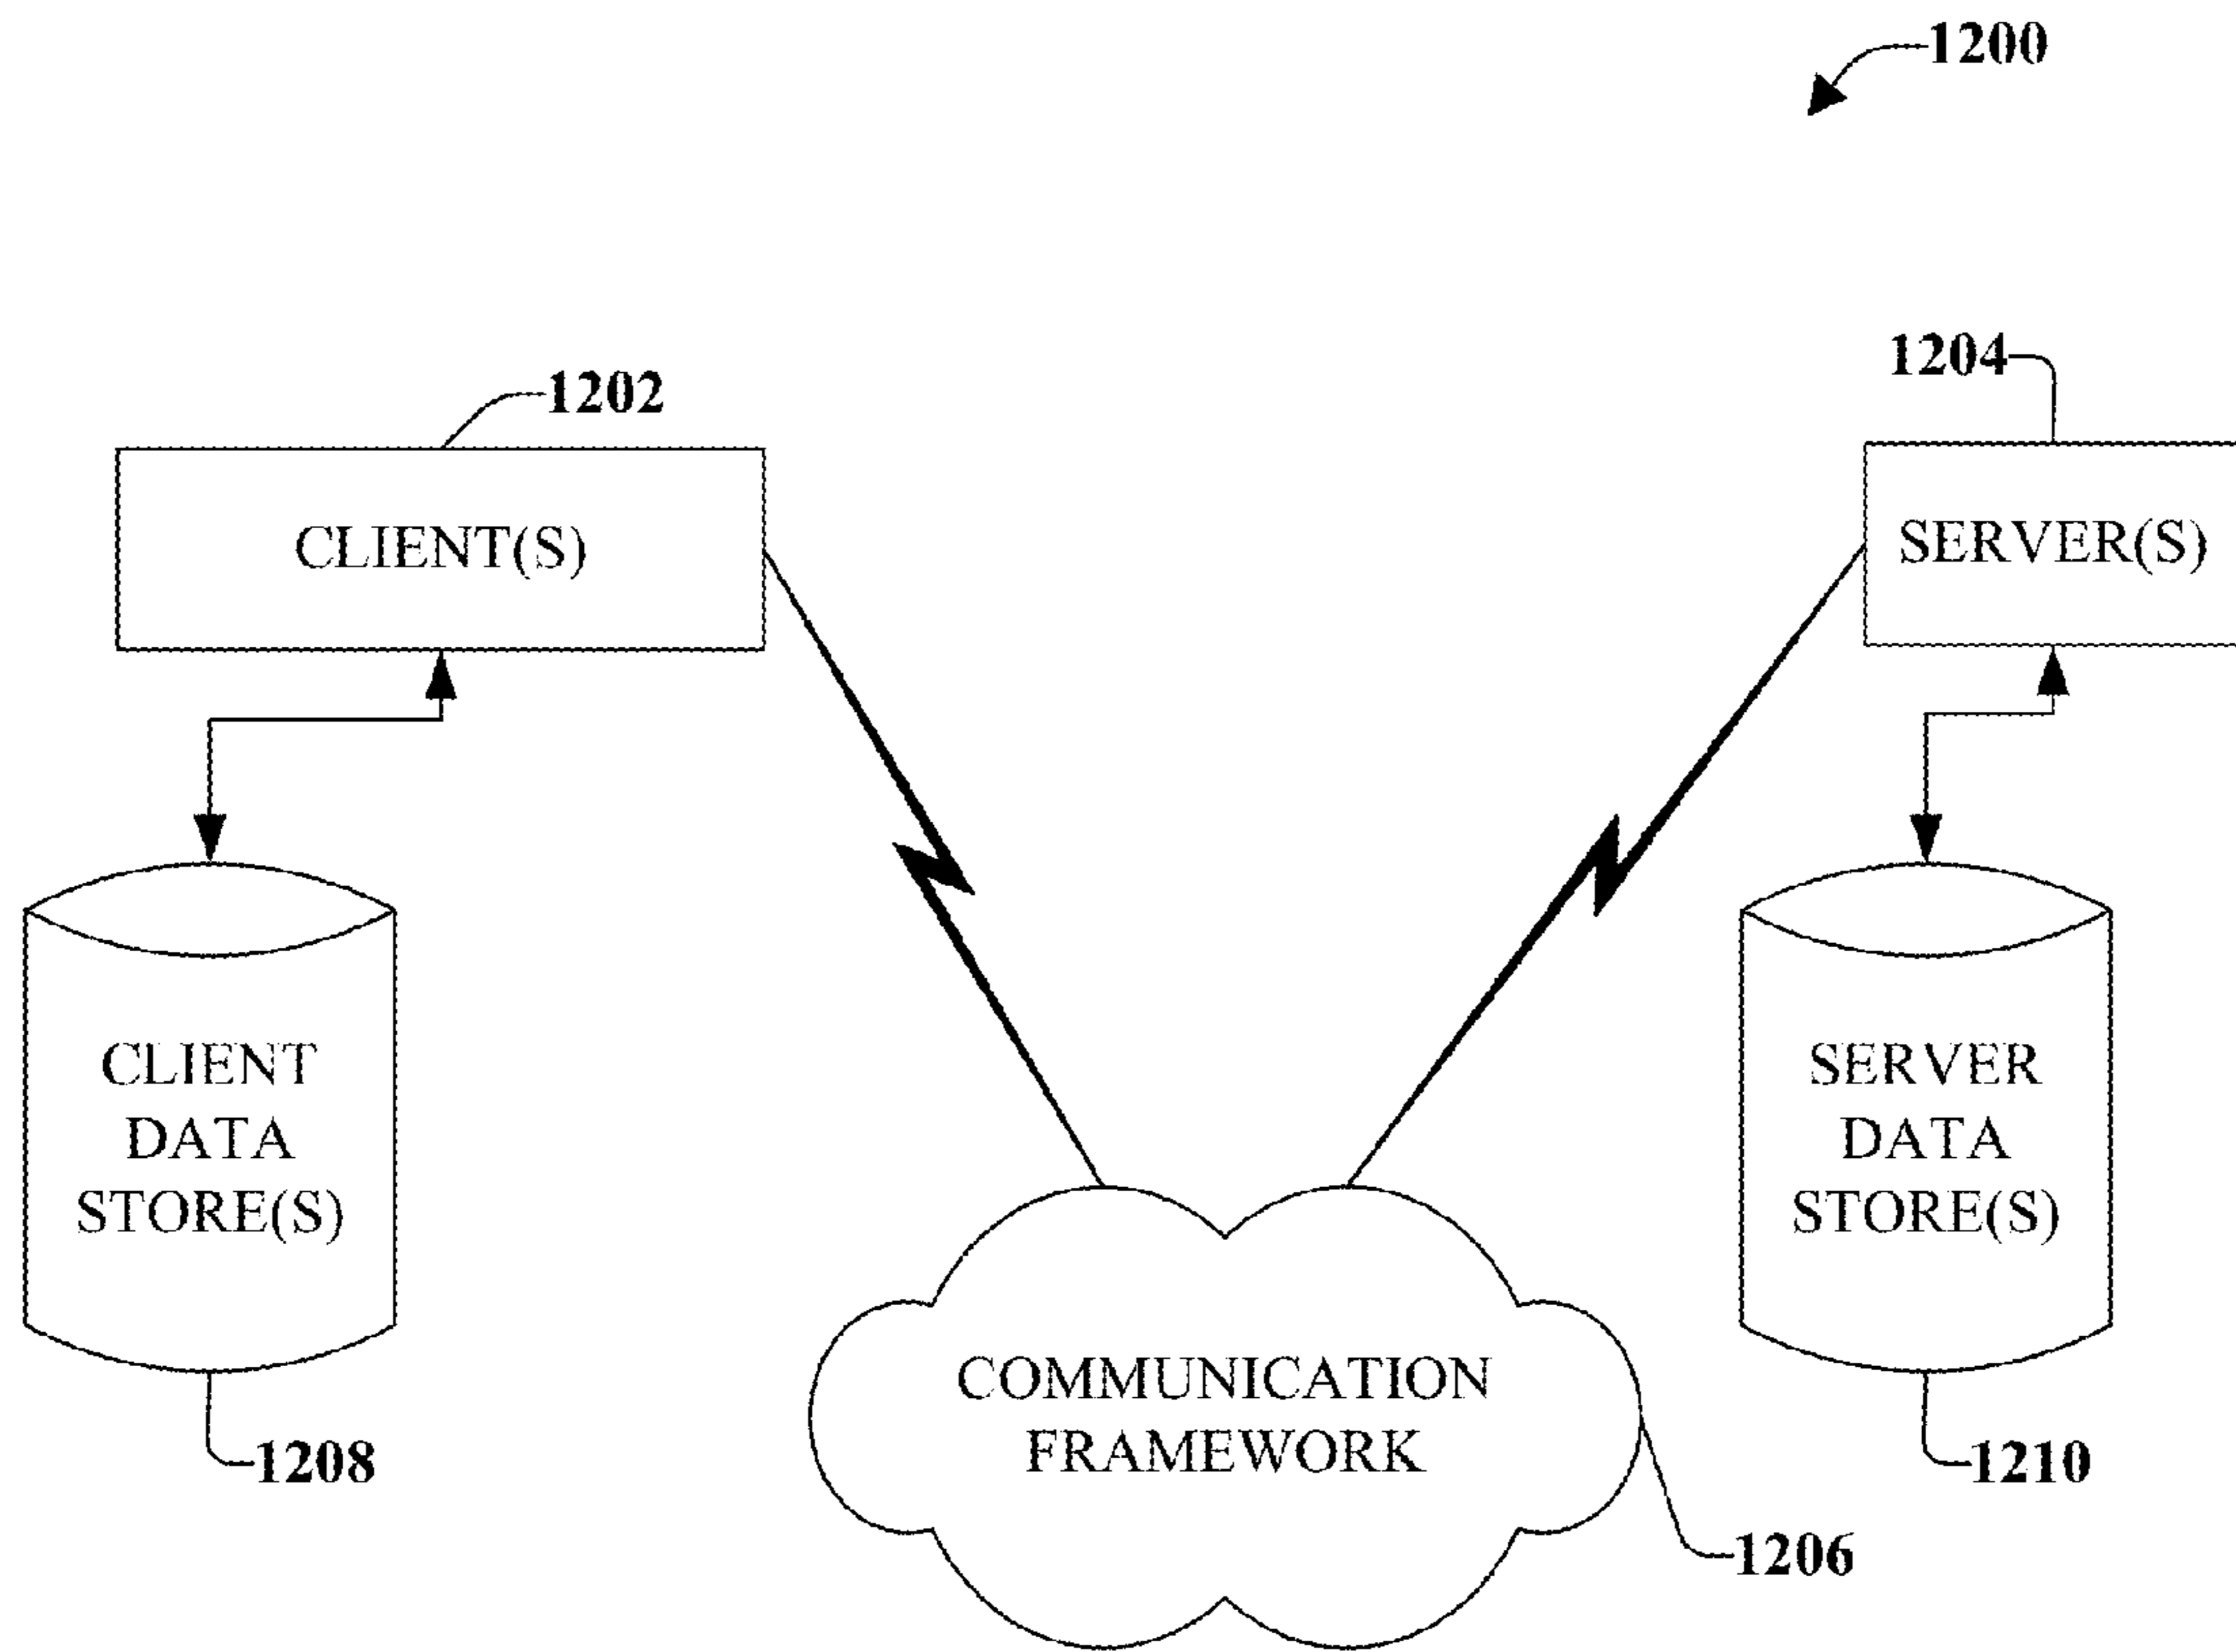 1200
1202
1204
CLIENT(S)
SERVER(S)
CLIENT
DATA
STORE(S)
SERVER
DATA
STORE(S)
COMMUNICATION
FRAMEWORK
1208
1210
1206